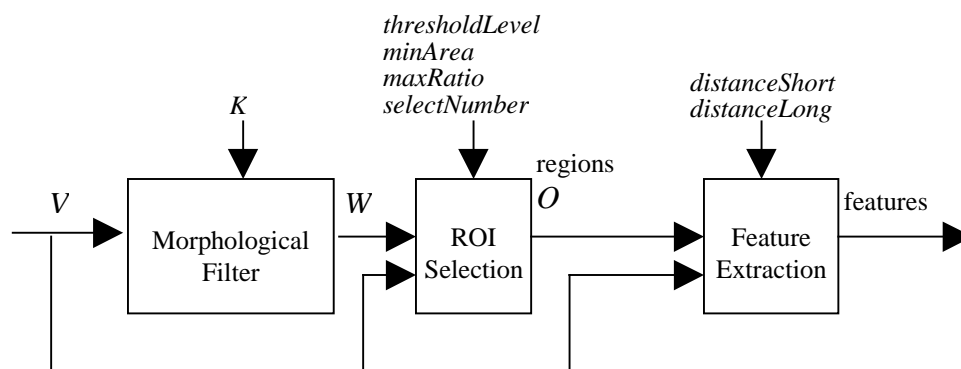 thresholdLevel
minArea
maxRatio
selectNumber
distanceShort
distanceLong
K
regions
V
W
O
features
Morphological
Filter
ROI
Selection
Feature
Extraction